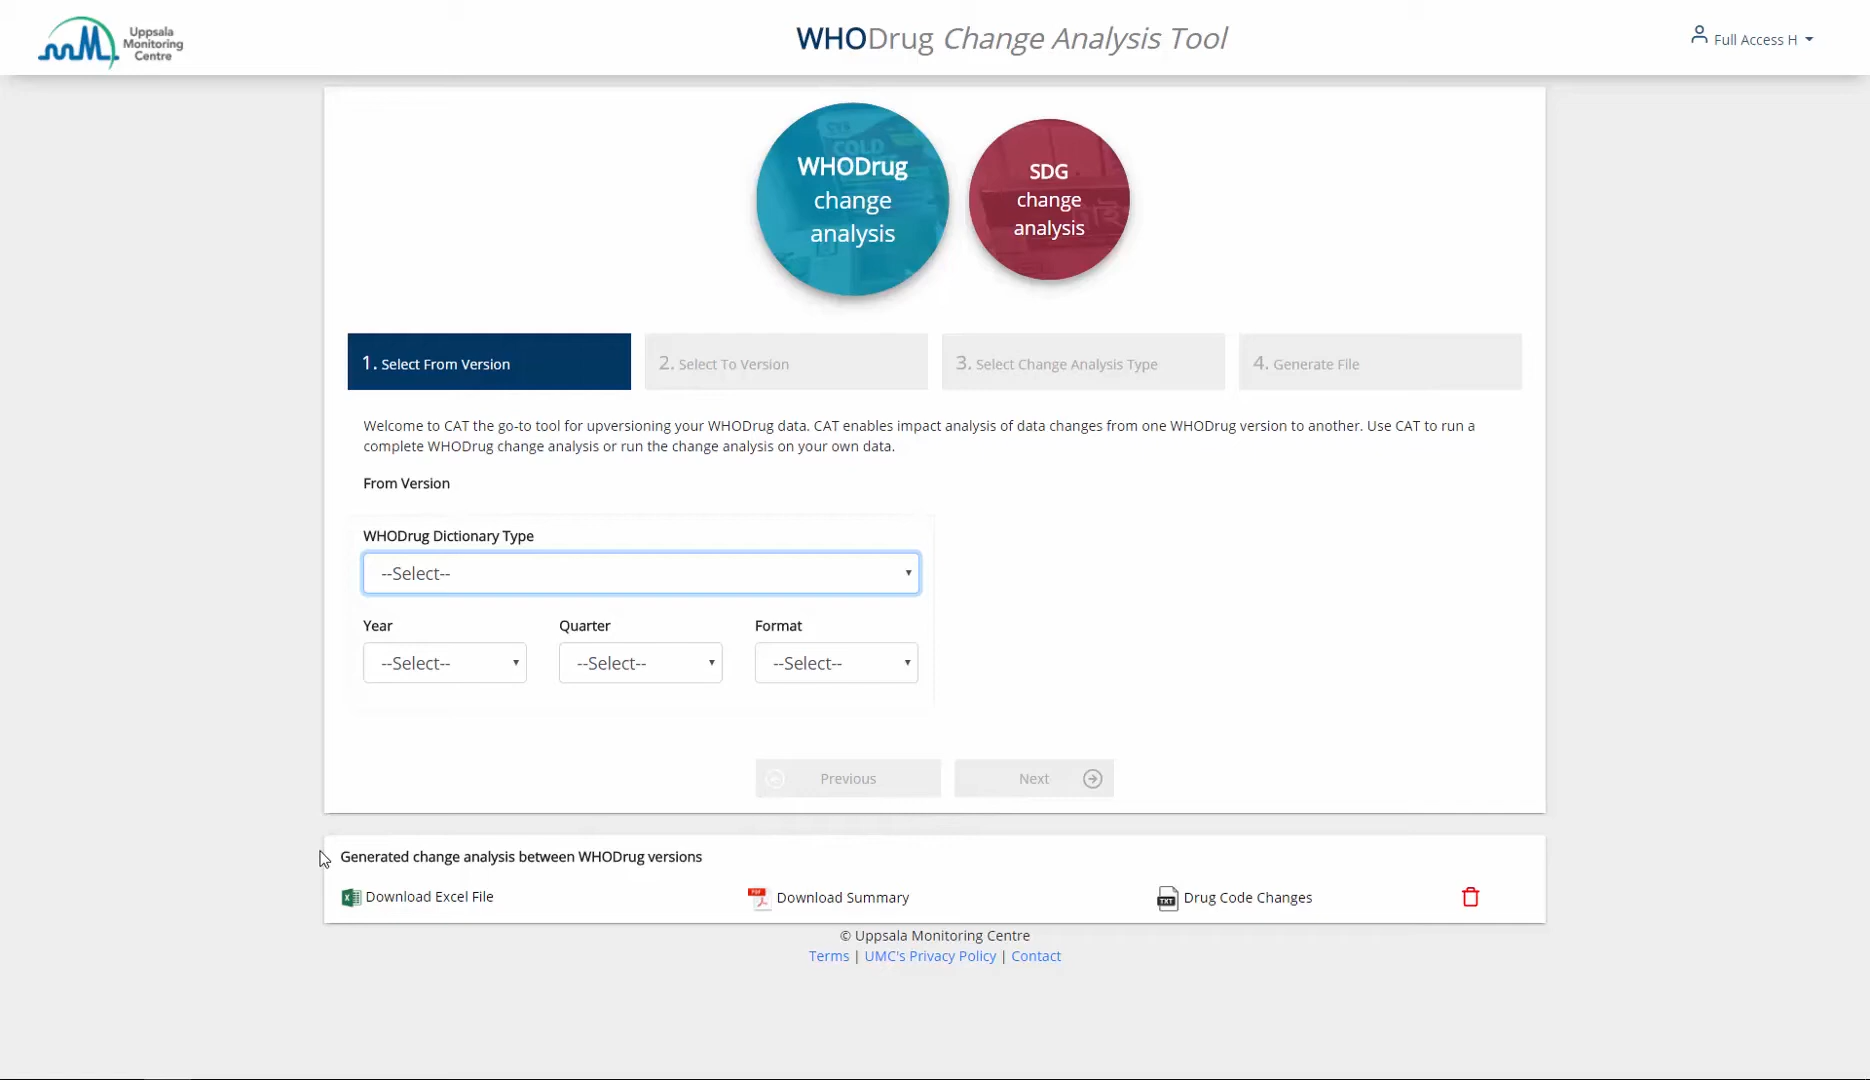 Uppsala
Monitoring
Centre
WHODrug Change Analysis Tool
Full Access H
WHODrug
change
analysis
SDG
change
analysis
1. Select From Version
2. Select To Version
3. Select Change Analysis Type
4. Generate File
Welcome to CAT the go-to tool for upversioning your WHODrug data. CAT enables impact analysis of data changes from one WHODrug version to another. Use CAT to run a
complete WHODrug change analysis or run the change analysis on your own data.
From Version
WHODrug Dictionary Type
--Select--
Year Quarter Format
--Select-- --Select-- --Select--
Previous Next
Generated change analysis between WHODrug versions
Download Excel File Download Summary Drug Code Changes
© Uppsala Monitoring Centre
Terms | UMC's Privacy Policy | Contact